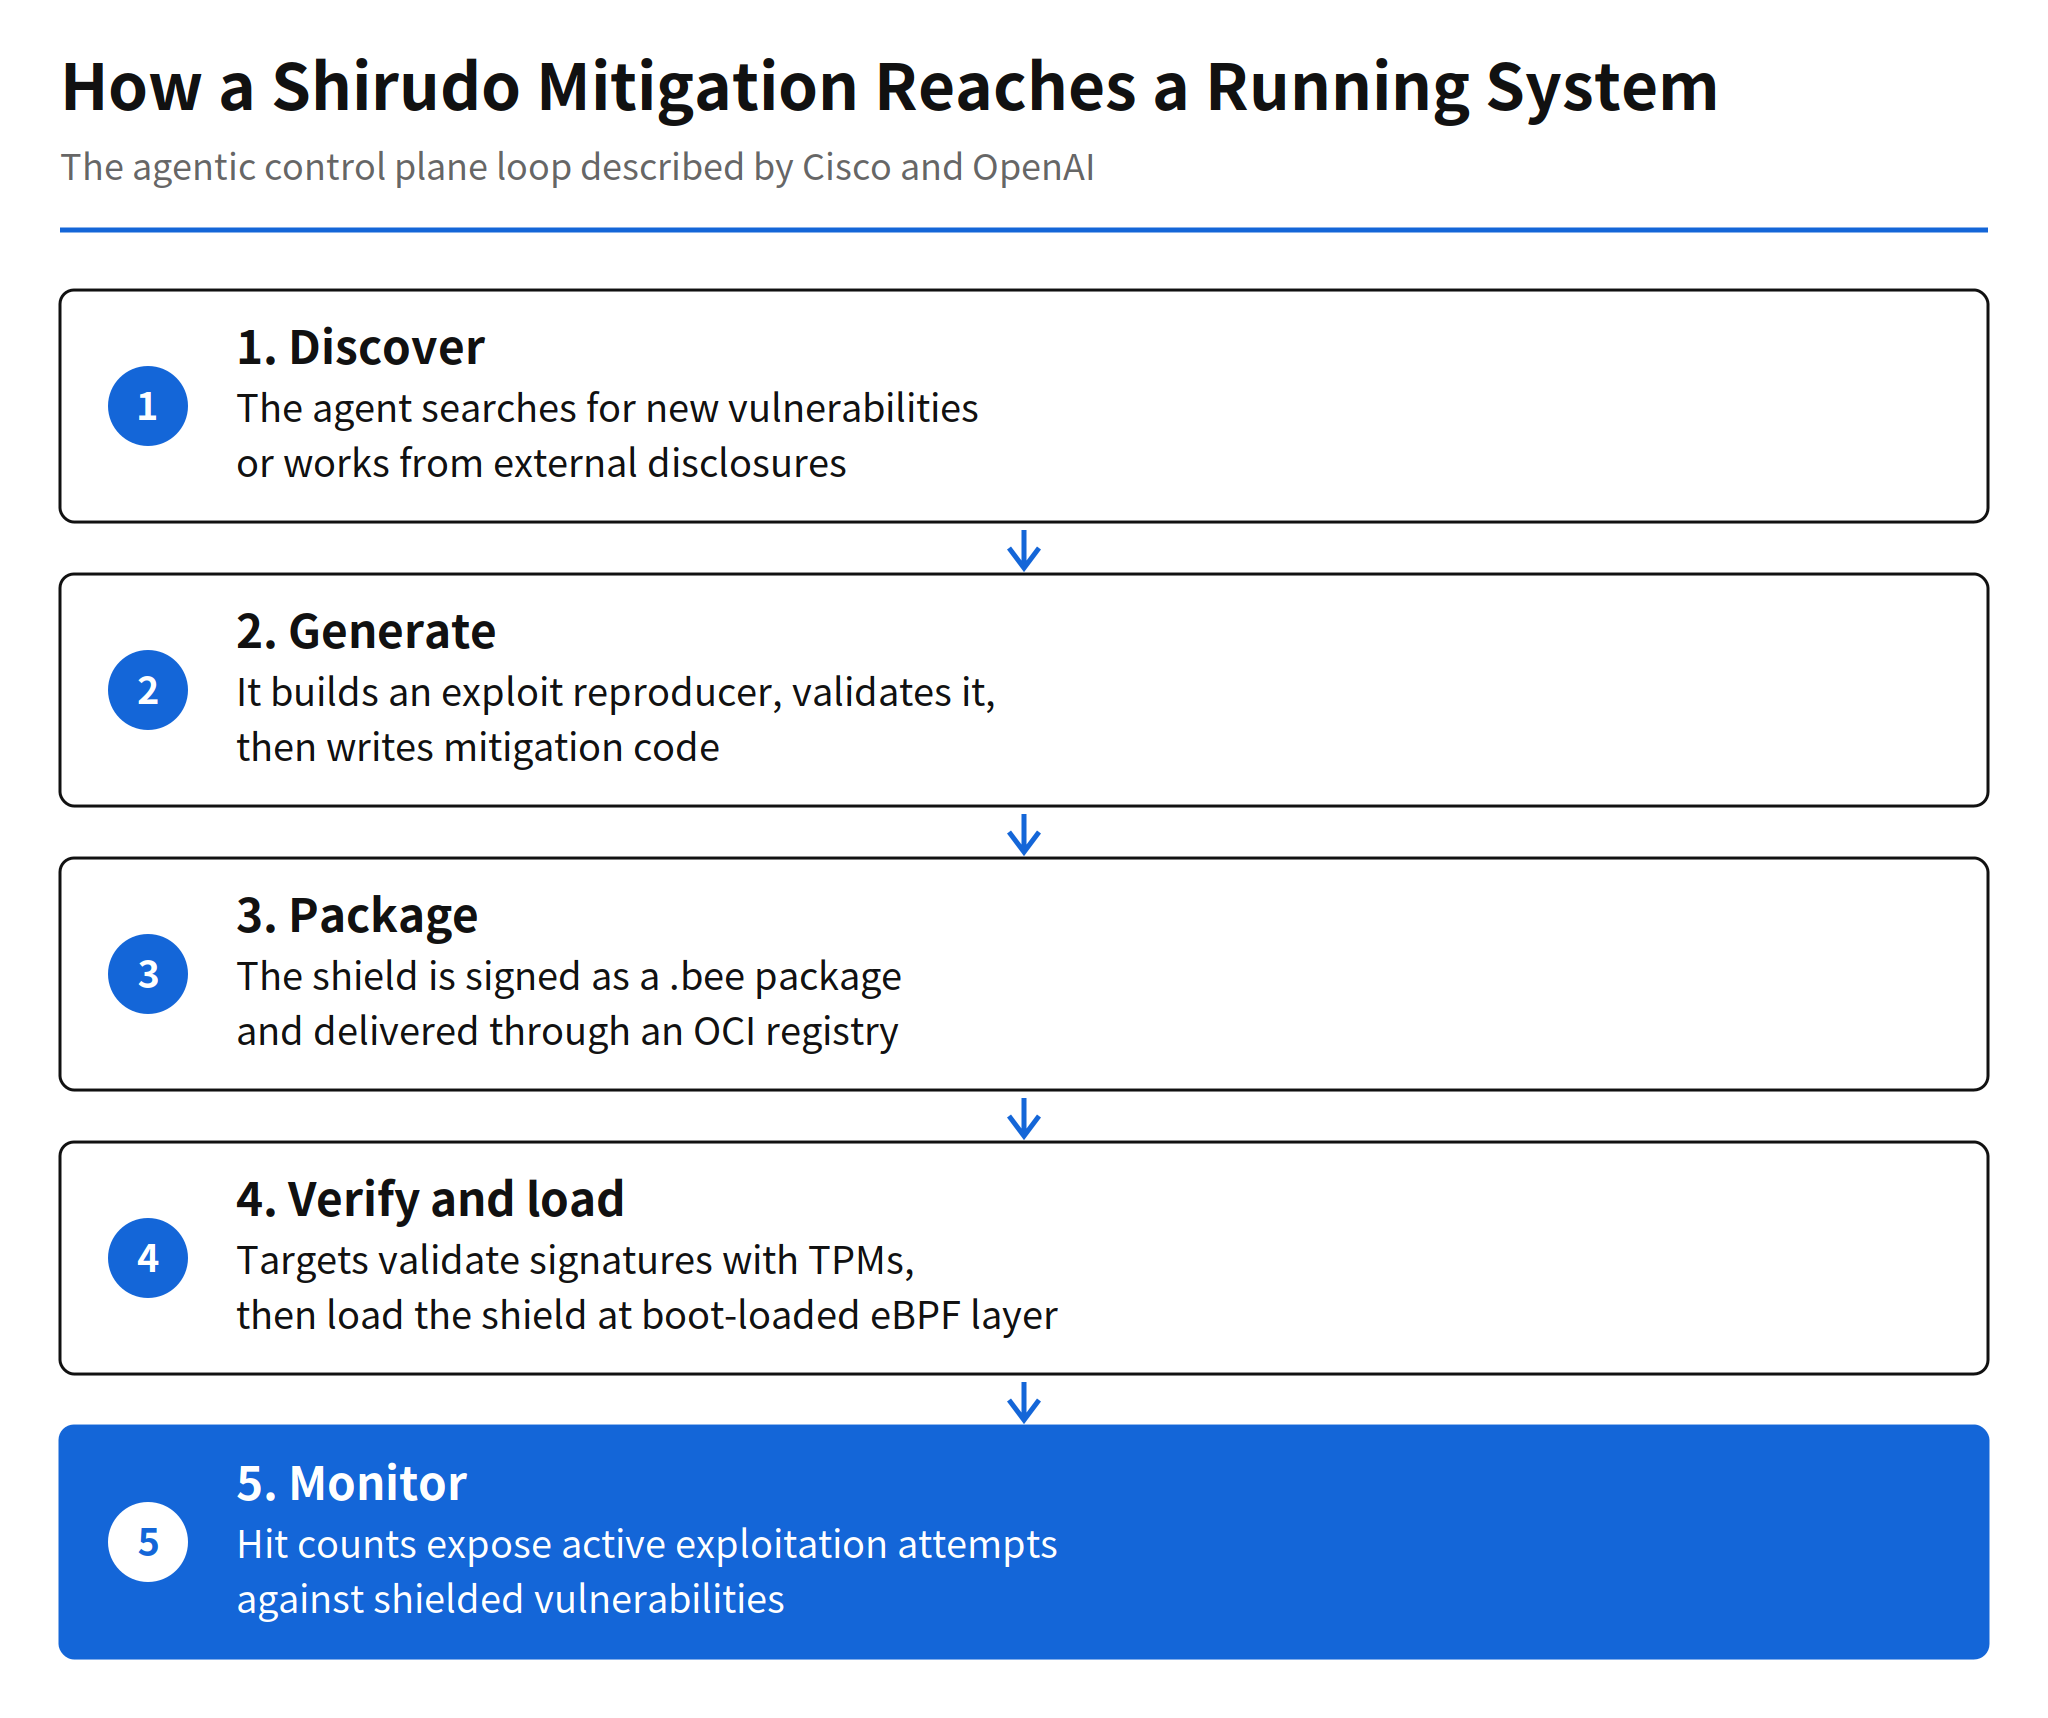 How a Shirudo Mitigation Reaches a Running System
The agentic control plane loop described by Cisco and OpenAI
1. Discover
1
The agent searches for new vulnerabilities
or works from external disclosures
2. Generate
2
It builds an exploit reproducer, validates it,
then writes mitigation code
3. Package
3
The shield is signed as a .bee package
and delivered through an OCI registry
4. Verify and load
4
Targets validate signatures with TPMs,
then load the shield at boot-loaded eBPF layer
5. Monitor
5
Hit counts expose active exploitation attempts
against shielded vulnerabilities